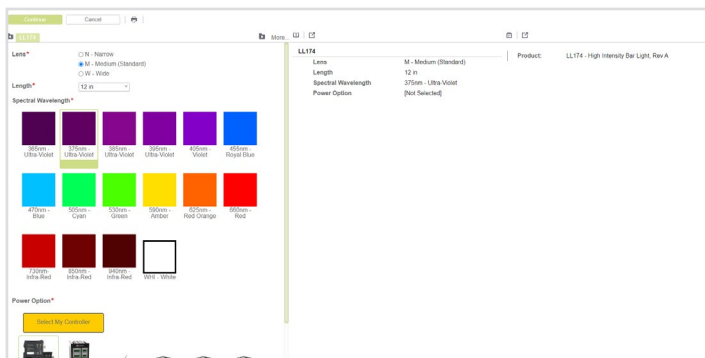 Continue
Cancel
LL174
More...
Lens*
N - Narrow
M - Medium (Standard)
W - Wide
Length*
12 in
Spectral Wavelength*
365nm - Ultra-Violet
375nm - Ultra-Violet
385nm - Ultra-Violet
395nm - Ultra-Violet
405nm - Violet
455nm - Royal Blue
470nm - Blue
505nm - Cyan
530nm - Green
590nm - Amber
625nm - Red Orange
660nm - Red
730nm - Infra-Red
850nm - Infra-Red
940nm - Infra-Red
WHI - White
Power Option*
Select My Controller
LL174
Lens M - Medium (Standard)
Length 12 in
Spectral Wavelength 375nm - Ultra-Violet
Power Option [Not Selected]
Product: LL174 - High Intensity Bar Light, Rev A